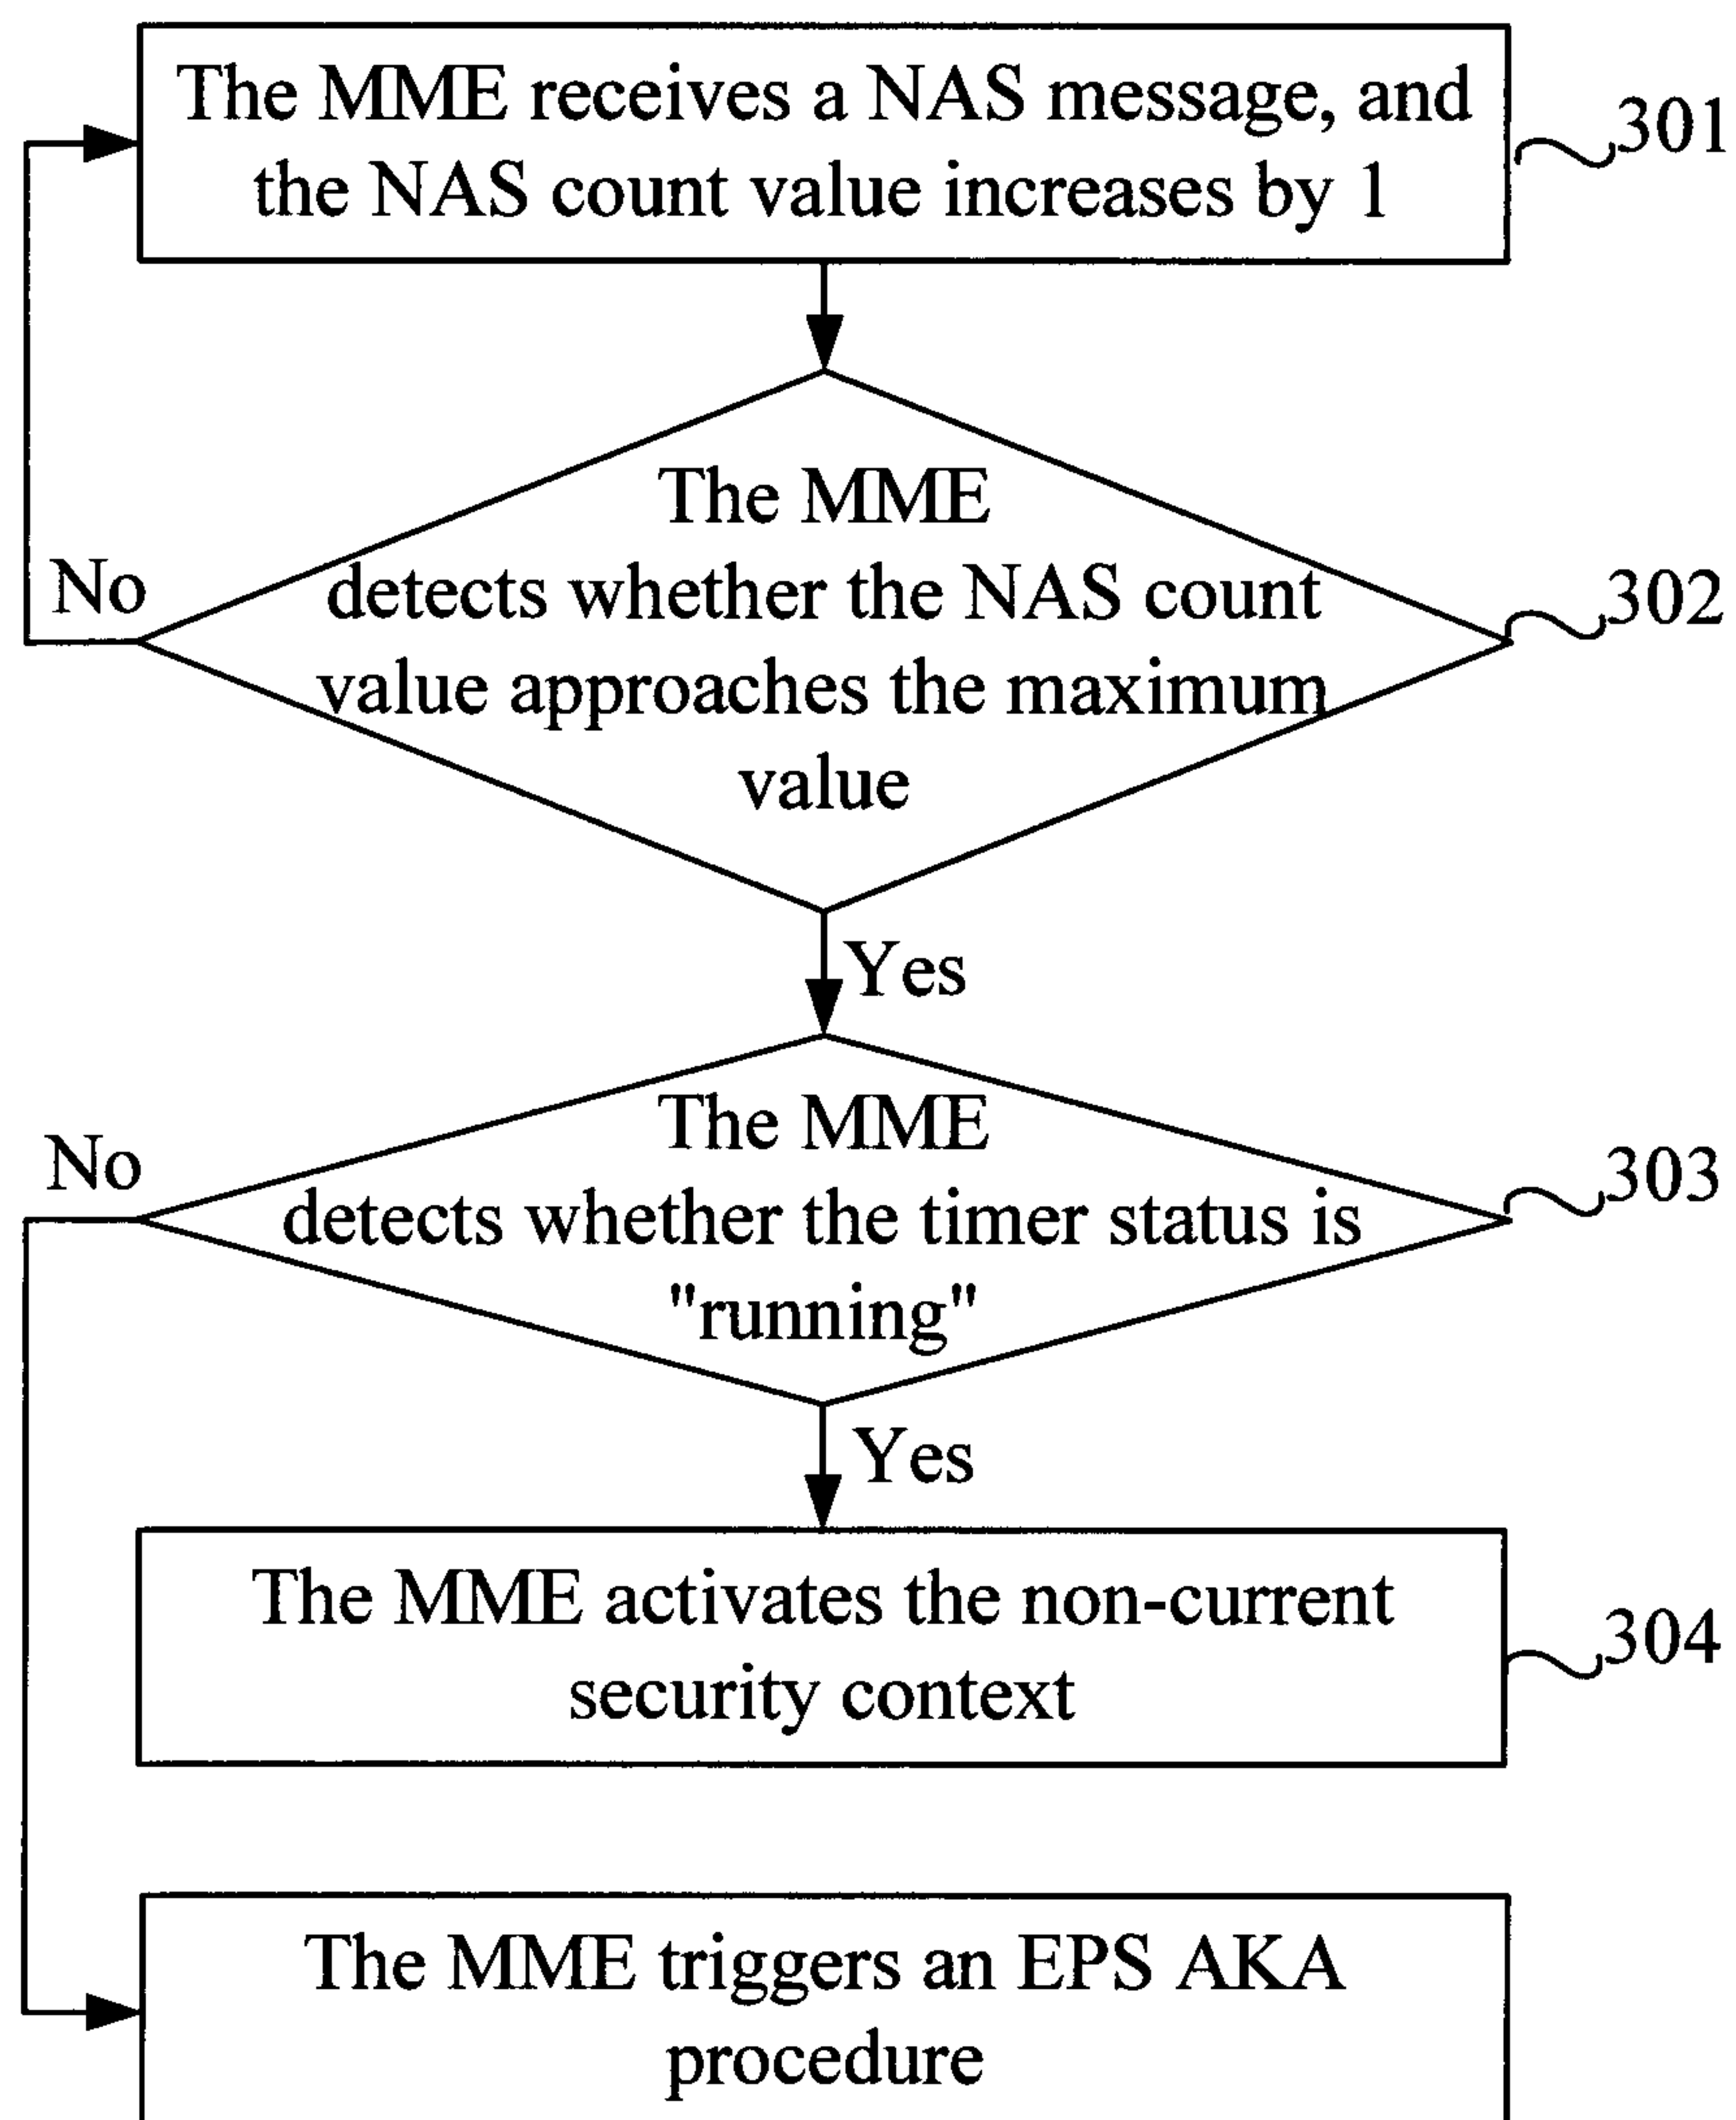 The MME receives a NAS message, and
the NAS count value increases by 1
301
The MME
detects whether the NAS count
value approaches the maximum
value
302
No
Yes
The MME
detects whether the timer status is
"running"
303
No
Yes
The MME activates the non-current
security context
304
The MME triggers an EPS AKA
procedure